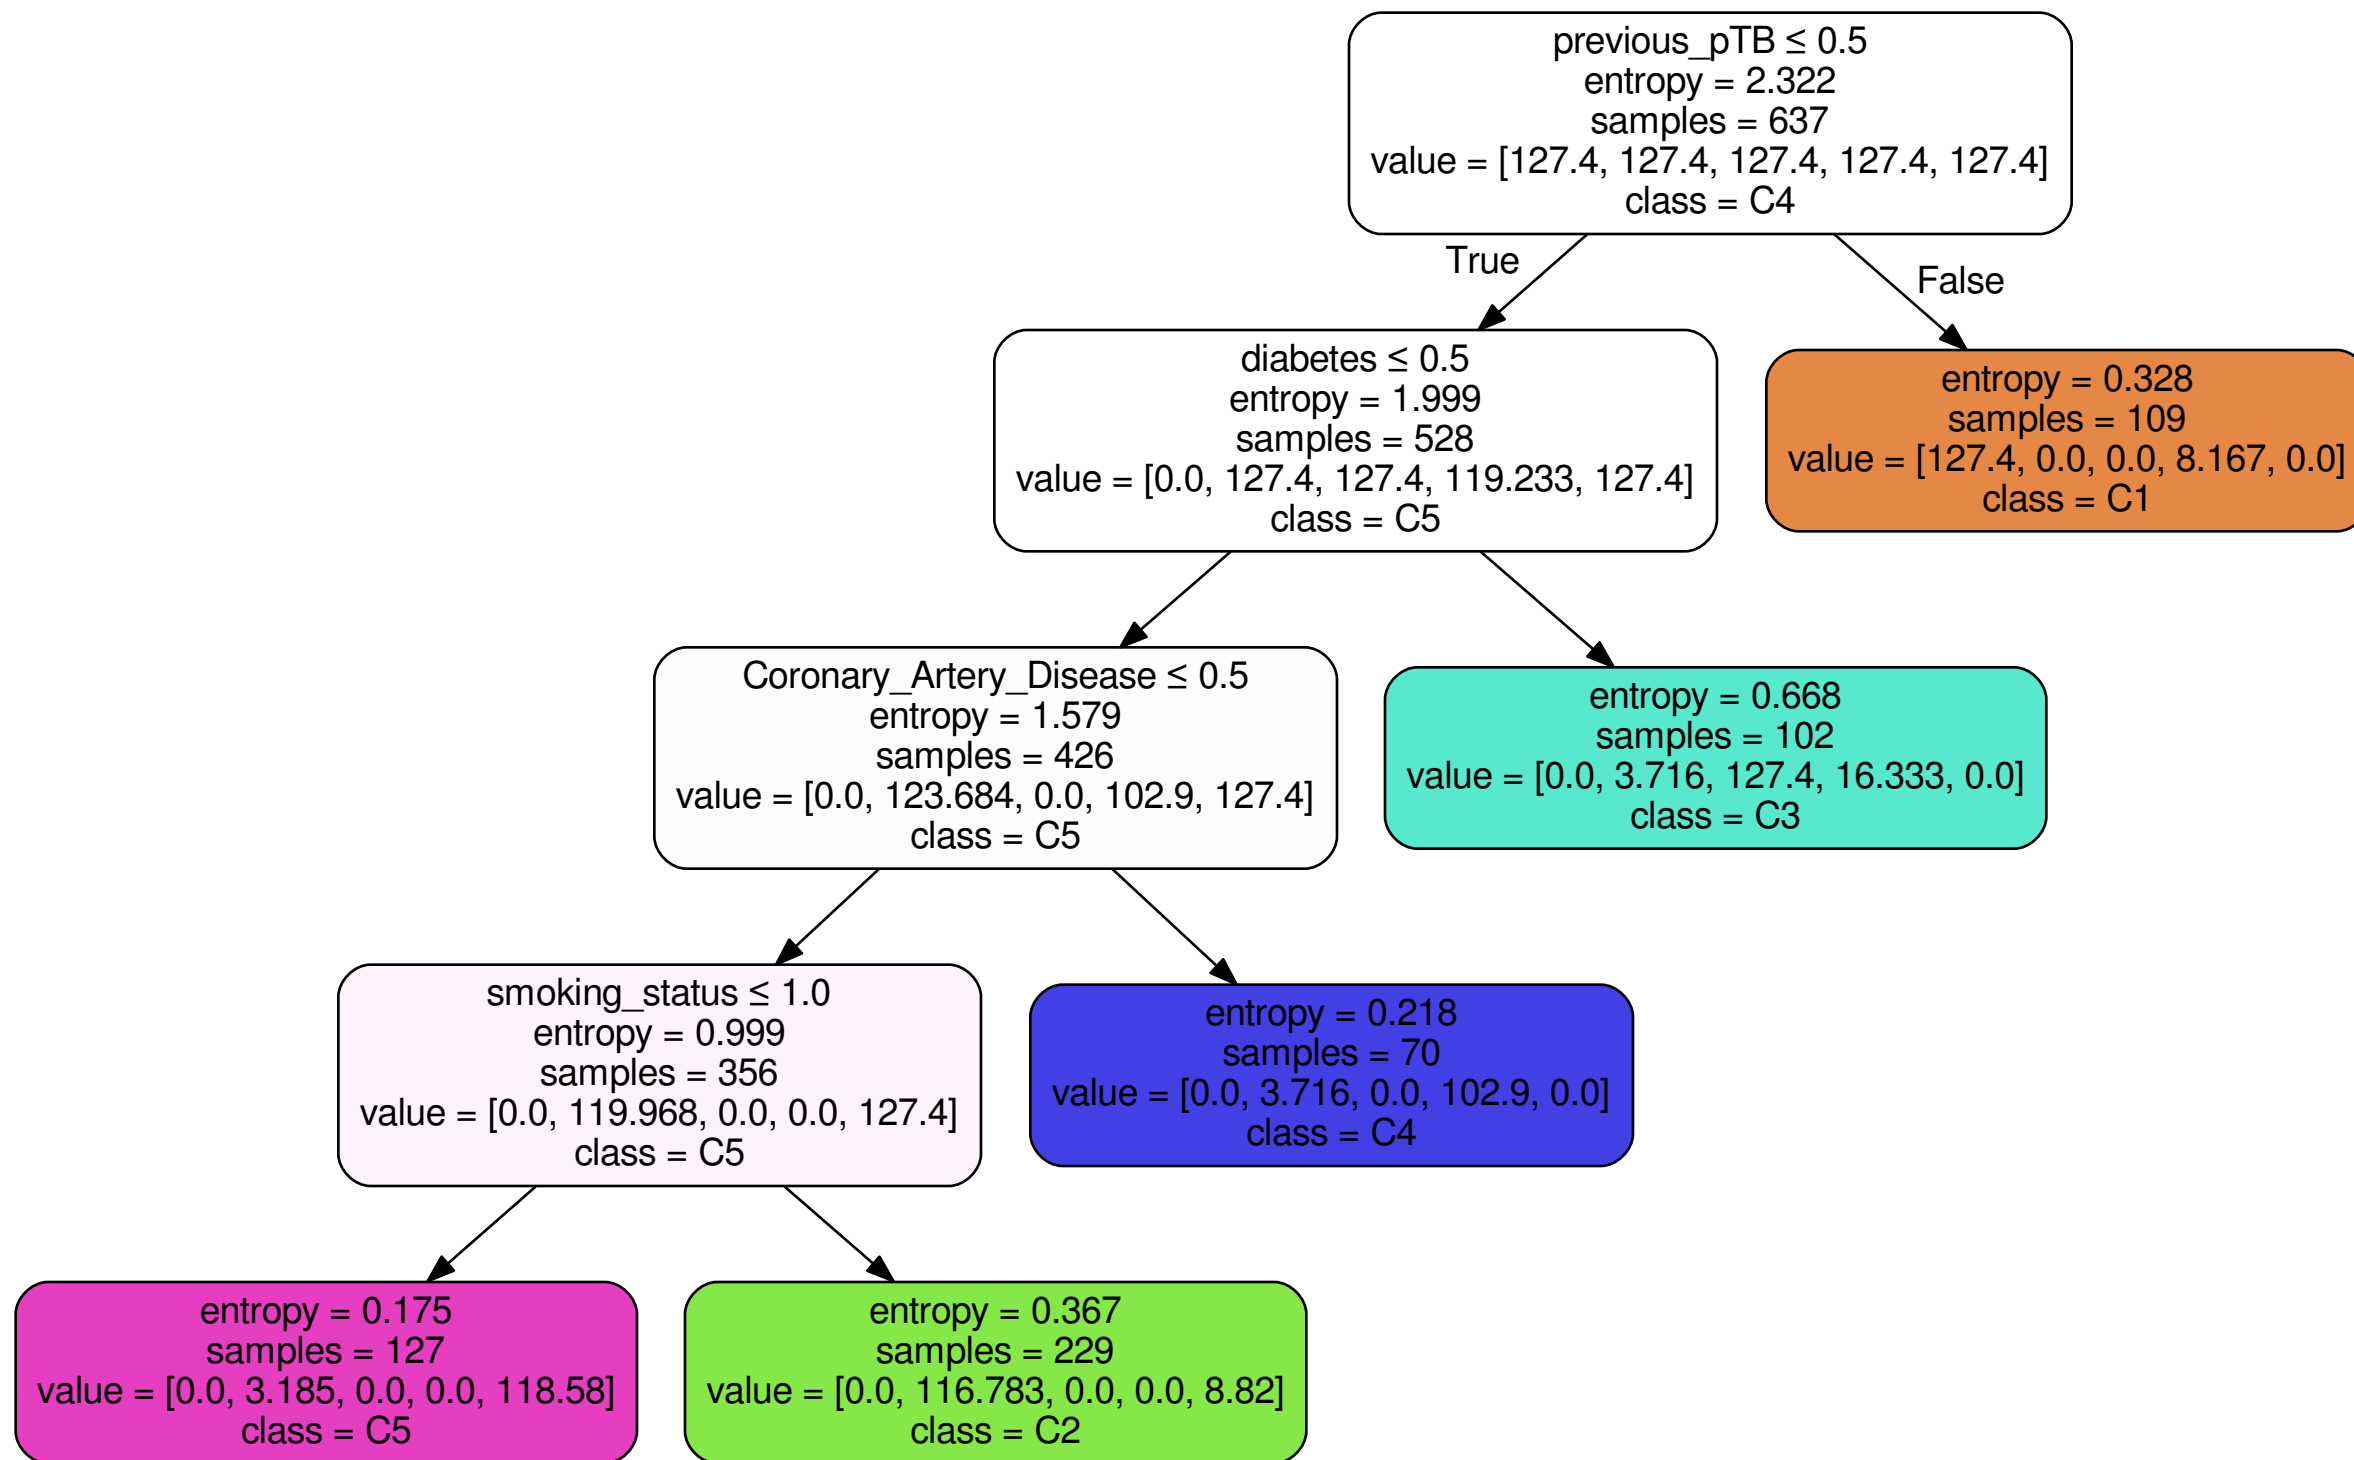 previous_pTB ≤ 0.5
entropy = 2.322
samples = 637
value = [127.4, 127.4, 127.4, 127.4, 127.4]
class = C4
True
False
diabetes ≤ 0.5
entropy = 1.999
samples = 528
value = [0.0, 127.4, 127.4, 119.233, 127.4]
class = C5
entropy = 0.328
samples = 109
value = [127.4, 0.0, 0.0, 8.167, 0.0]
class = C1
Coronary_Artery_Disease ≤ 0.5
entropy = 1.579
samples = 426
value = [0.0, 123.684, 0.0, 102.9, 127.4]
class = C5
entropy = 0.668
samples = 102
value = [0.0, 3.716, 127.4, 16.333, 0.0]
class = C3
smoking_status ≤ 1.0
entropy = 0.999
samples = 356
value = [0.0, 119.968, 0.0, 0.0, 127.4]
class = C5
entropy = 0.218
samples = 70
value = [0.0, 3.716, 0.0, 102.9, 0.0]
class = C4
entropy = 0.175
samples = 127
value = [0.0, 3.185, 0.0, 0.0, 118.58]
class = C5
entropy = 0.367
samples = 229
value = [0.0, 116.783, 0.0, 0.0, 8.82]
class = C2